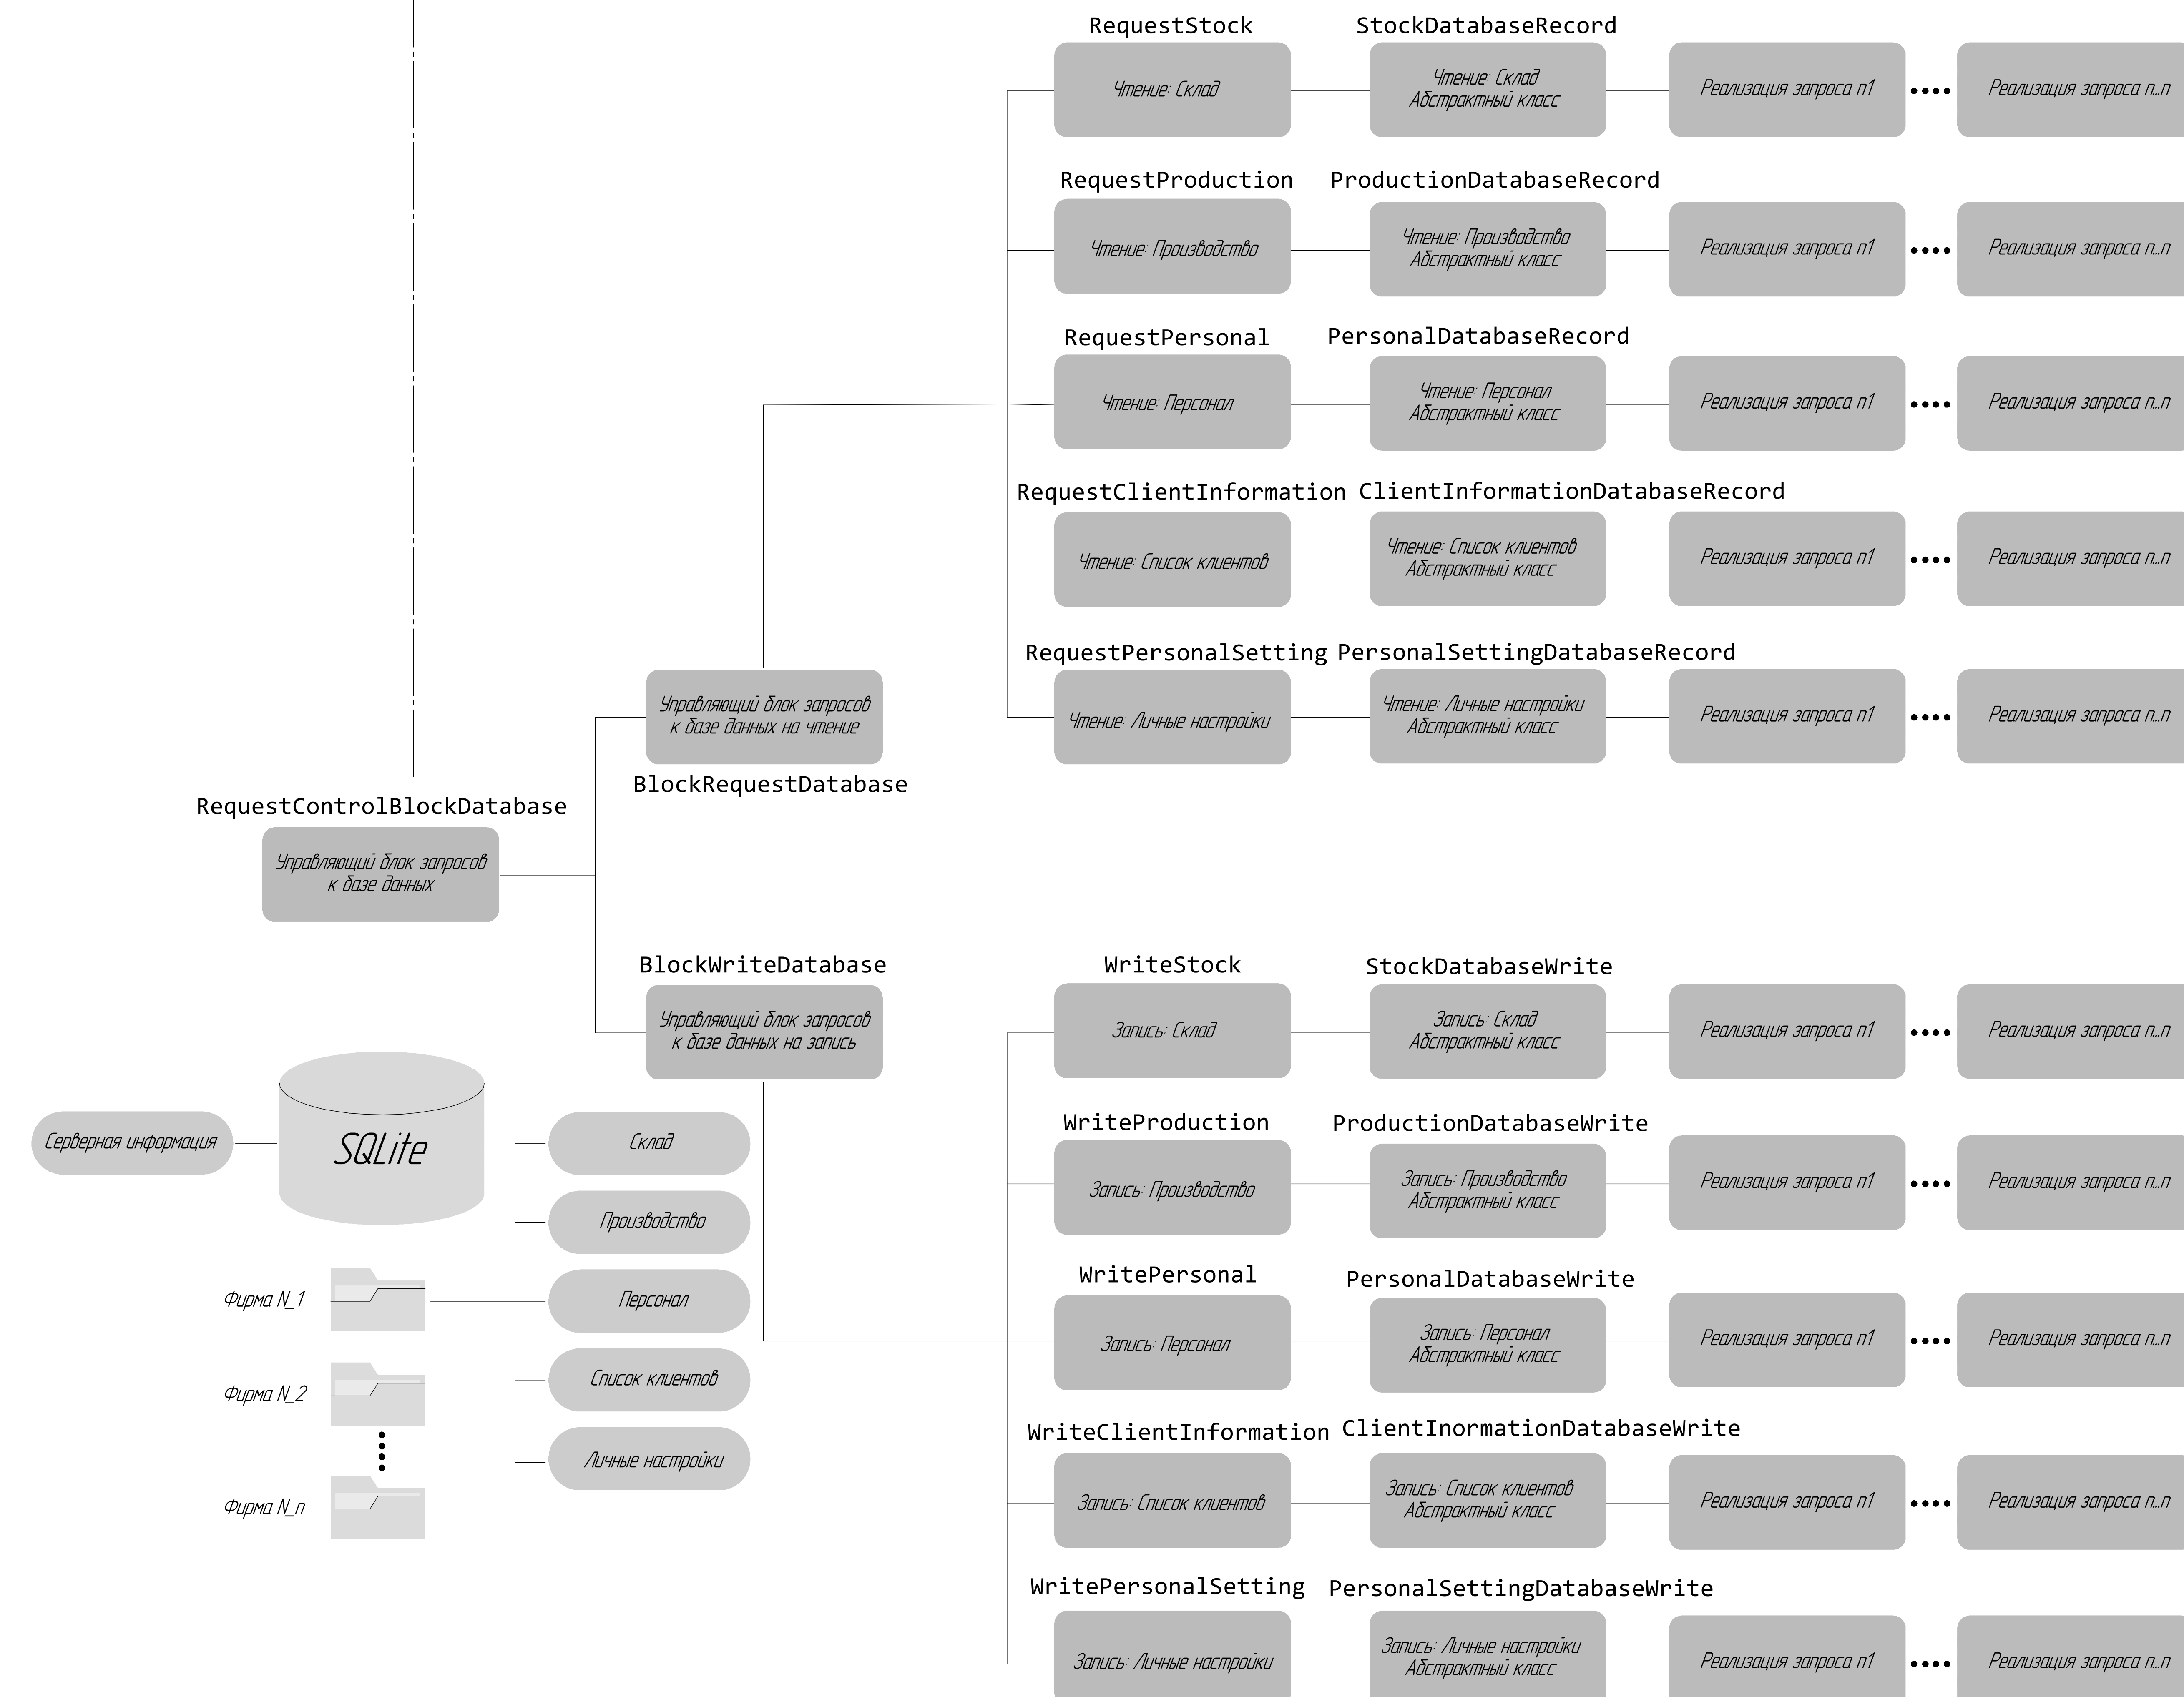 RequestStock
StockDatabaseRecord
Чтение: Склад
Чтение: Склад
Абстрактный класс
Реализация запроса n1
Реализация запроса n...n
RequestProduction
ProductionDatabaseRecord
Чтение: Производство
Чтение: Производство
Абстрактный класс
Реализация запроса n1
Реализация запроса n...n
RequestPersonal
PersonalDatabaseRecord
Чтение: Персонал
Чтение: Персонал
Абстрактный класс
Реализация запроса n1
Реализация запроса n...n
RequestClientInformation
ClientInformationDatabaseRecord
Чтение: Список клиентов
Чтение: Список клиентов
Абстрактный класс
Реализация запроса n1
Реализация запроса n...n
RequestPersonalSetting
PersonalSettingDatabaseRecord
Чтение: Личные настройки
Чтение: Личные настройки
Абстрактный класс
Реализация запроса n1
Реализация запроса n...n
Управляющий блок запросов
к базе данных на чтение
BlockRequestDatabase
RequestControlBlockDatabase
Управляющий блок запросов
к базе данных
BlockWriteDatabase
Управляющий блок запросов
к базе данных на запись
WriteStock
StockDatabaseWrite
Запись: Склад
Запись: Склад
Абстрактный класс
Реализация запроса n1
Реализация запроса n...n
WriteProduction
ProductionDatabaseWrite
Запись: Производство
Запись: Производство
Абстрактный класс
Реализация запроса n1
Реализация запроса n...n
WritePersonal
PersonalDatabaseWrite
Запись: Персонал
Запись: Персонал
Абстрактный класс
Реализация запроса n1
Реализация запроса n...n
WriteClientInformation
ClientInormationDatabaseWrite
Запись: Список клиентов
Запись: Список клиентов
Абстрактный класс
Реализация запроса n1
Реализация запроса n...n
WritePersonalSetting
PersonalSettingDatabaseWrite
Запись: Личные настройки
Запись: Личные настройки
Абстрактный класс
Реализация запроса n1
Реализация запроса n...n
Серверная информация
SQLite
Склад
Производство
Персонал
Список клиентов
Личные настройки
Фирма N_1
Фирма N_2
Фирма N_n